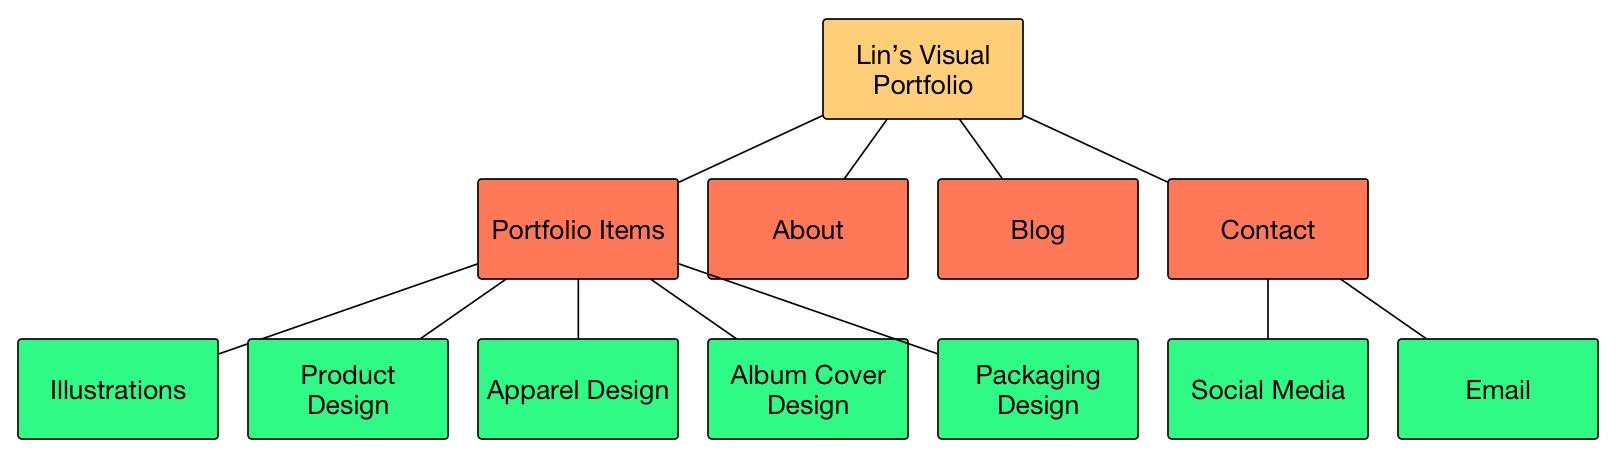 Lin’s Visual
Portfolio
Portfolio Items
About
Blog
Contact
Illustrations
Product
Design
Apparel Design
Album Cover
Design
Packaging
Design
Social Media
Email